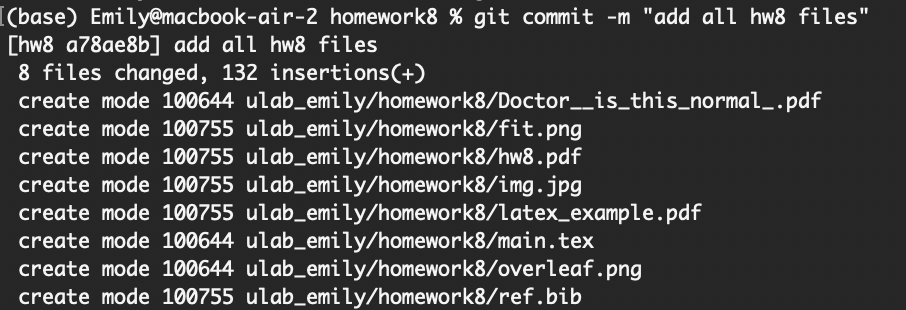 (base) Emily@macbook-air-2 homework8 % git commit -m "add all hw8 files"
[hw8 a78ae8b] add all hw8 files
 8 files changed, 132 insertions(+)
 create mode 100644 ulab_emily/homework8/Doctor__is_this_normal_.pdf
 create mode 100755 ulab_emily/homework8/fit.png
 create mode 100755 ulab_emily/homework8/hw8.pdf
 create mode 100755 ulab_emily/homework8/img.jpg
 create mode 100755 ulab_emily/homework8/latex_example.pdf
 create mode 100644 ulab_emily/homework8/main.tex
 create mode 100644 ulab_emily/homework8/overleaf.png
 create mode 100755 ulab_emily/homework8/ref.bib